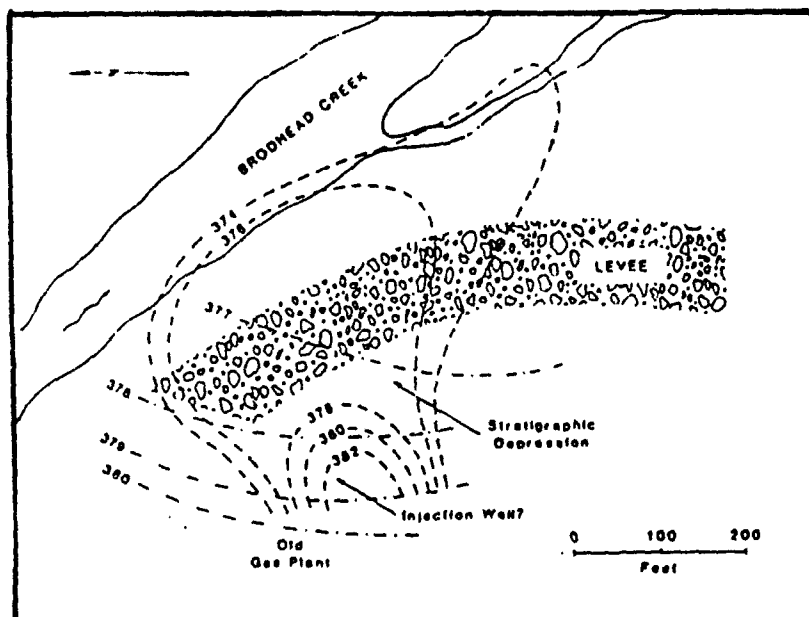 BRODHEAD CREEK
374
376
LEVEE
377
378
Stratigraphic
Depression
378
380
382
379
380
Injection Well?
Old
Gas Plant
0 100 200
Feet